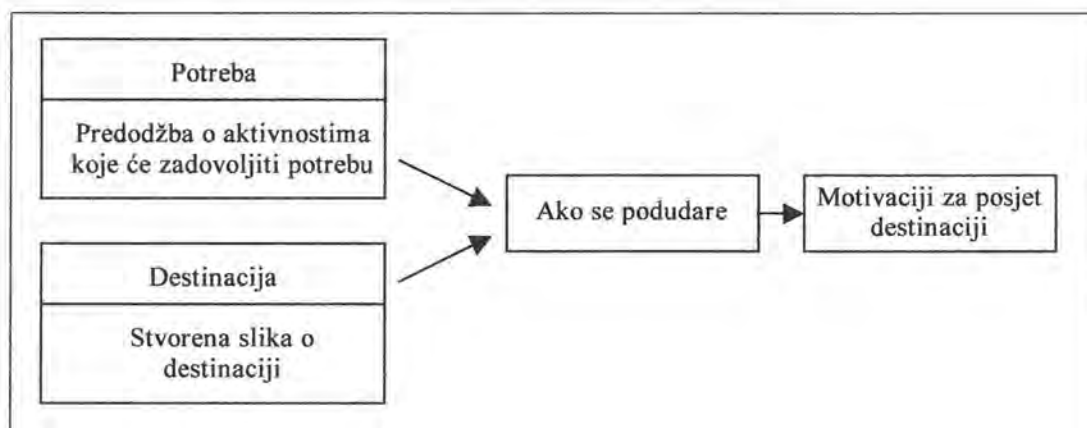 Potreba
Predodžba o aktivnostima
koje će zadovoljiti potrebu
Ako se podudare
Motivaciji za posjet
destinaciji
Destinacija
Stvorena slika o
destinaciji